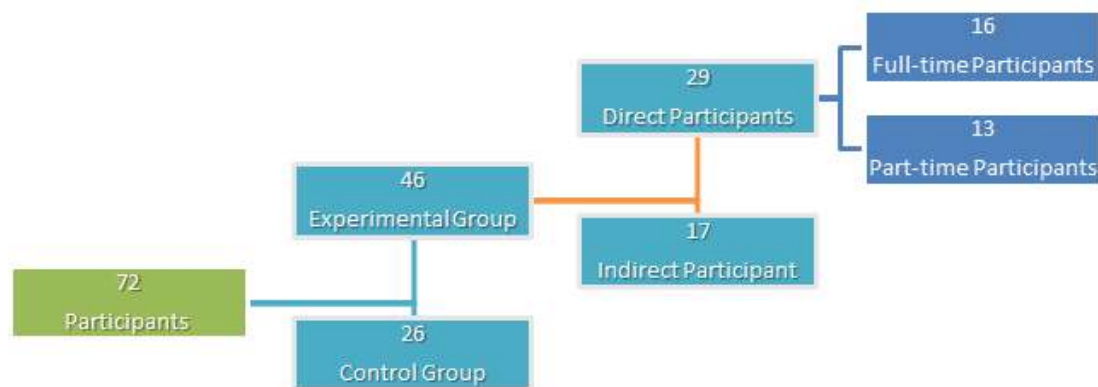 16
Full-time Participants
29
Direct Participants
13
Part-time Participants
46
Experimental Group
17
Indirect Participant
72
Participants
26
Control Group